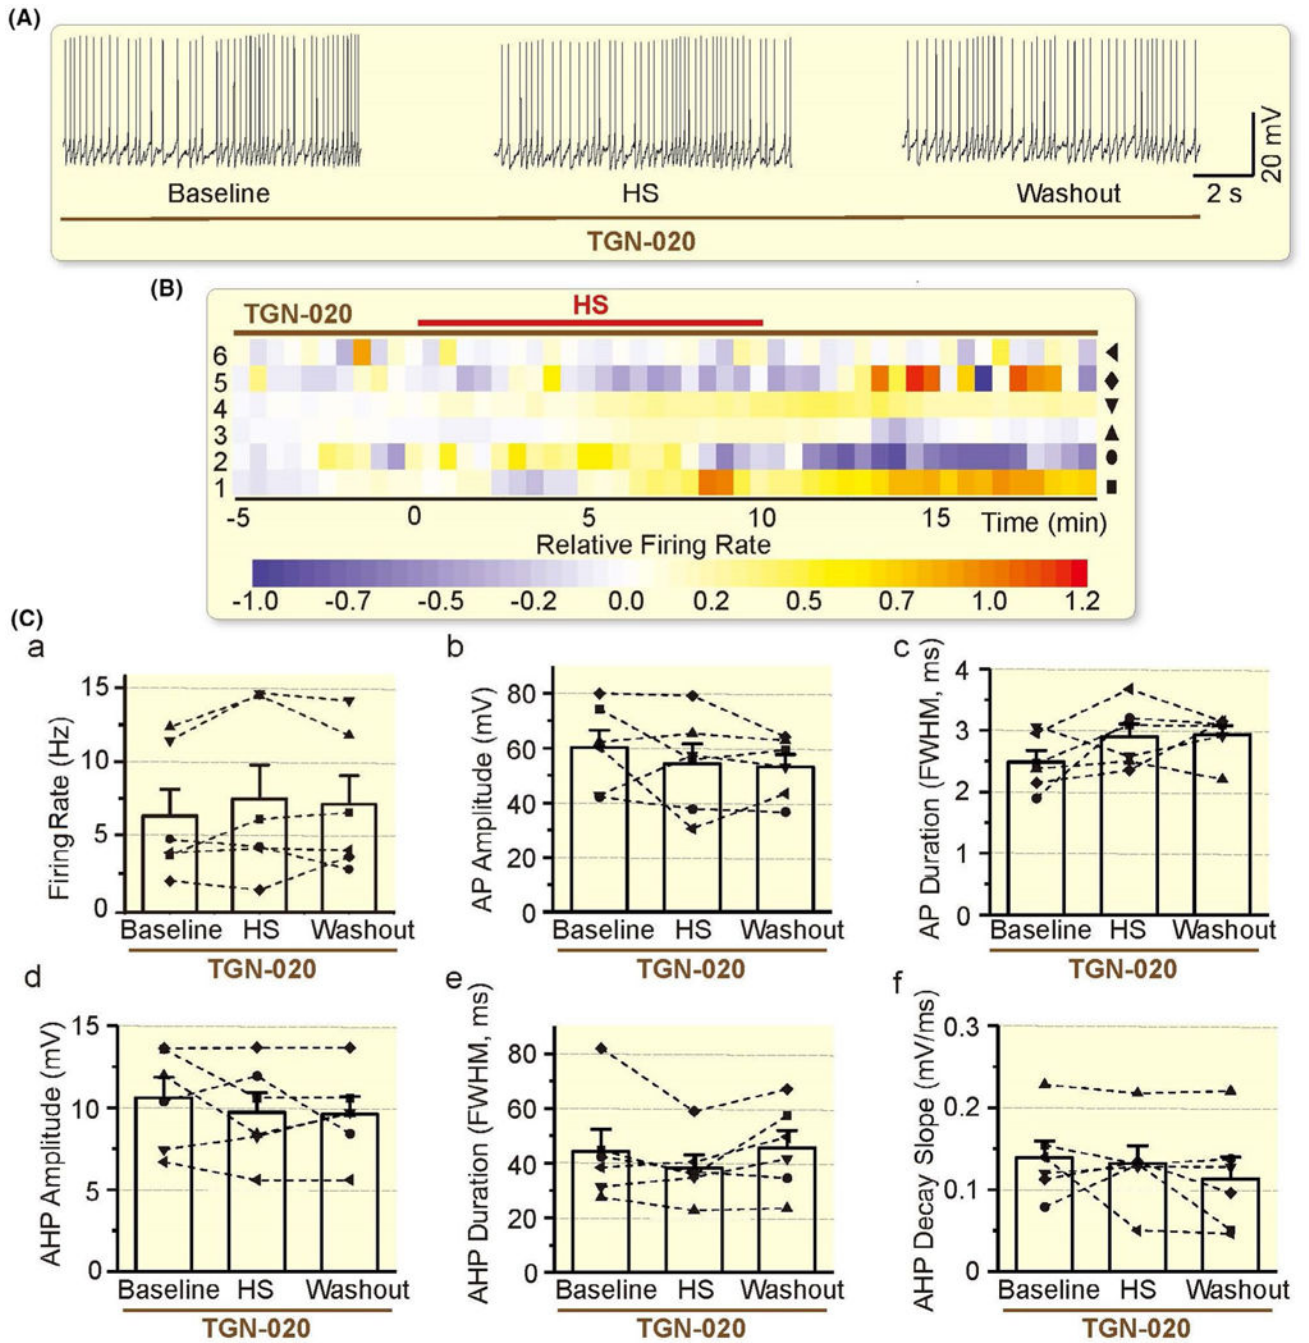 (A)
Baseline HS Washout 2 s 20 mV
TGN-020
(B)
TGN-020 HS
6
5
4
3
2
1
-5 0 5 10 15 Time (min)
Relative Firing Rate
-1.0 -0.7 -0.5 -0.2 0.0 0.2 0.5 0.7 1.0 1.2
(C)
a
Firing Rate (Hz)
15
10
5
0
Baseline HS Washout
TGN-020
b
AP Amplitude (mV)
80
60
40
20
0
Baseline HS Washout
TGN-020
c
AP Duration (FWHM, ms)
4
3
2
1
0
Baseline HS Washout
TGN-020
d
AHP Amplitude (mV)
15
10
5
0
Baseline HS Washout
TGN-020
e
AHP Duration (FWHM, ms)
80
60
40
20
0
Baseline HS Washout
TGN-020
f
AHP Decay Slope (mV/ms)
0.3
0.2
0.1
0
Baseline HS Washout
TGN-020